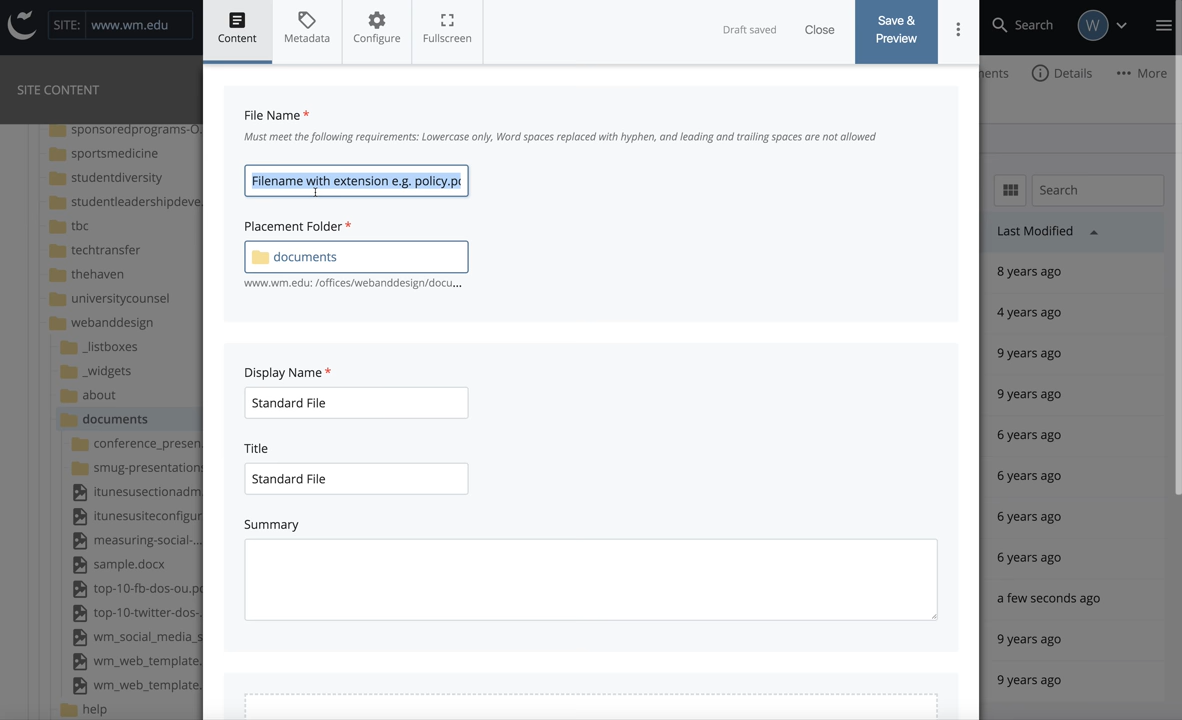 SITE: www.wm.edu
Content
Metadata
Configure
Fullscreen
Draft saved
Close
Save &
Preview
Search
W
SITE CONTENT
Details
More
sponsoredprograms-O..
sportsmedicine
studentdiversity
studentleadershipdeve..
tbc
techtransfer
thehaven
universitycounsel
webanddesign
_listboxes
_widgets
about
documents
conference_presen.
smug-presentations
itunesusectionadm
itunesusiteconfigur
measuring-social-...
sample.docx
top-10-fb-dos-ou.pd
top-10-twitter-dos-.
wm_social_media_s
wm_web_template.
wm_web_template.
help
File Name *
Must meet the following requirements: Lowercase only, Word spaces replaced with hyphen, and leading and trailing spaces are not allowed
Filename with extension e.g. policy.pd
Placement Folder *
documents
www.wm.edu: /offices/webanddesign/docu...
Display Name *
Standard File
Title
Standard File
Summary
Search
Last Modified
8 years ago
4 years ago
9 years ago
9 years ago
6 years ago
6 years ago
6 years ago
6 years ago
a few seconds ago
9 years ago
9 years ago